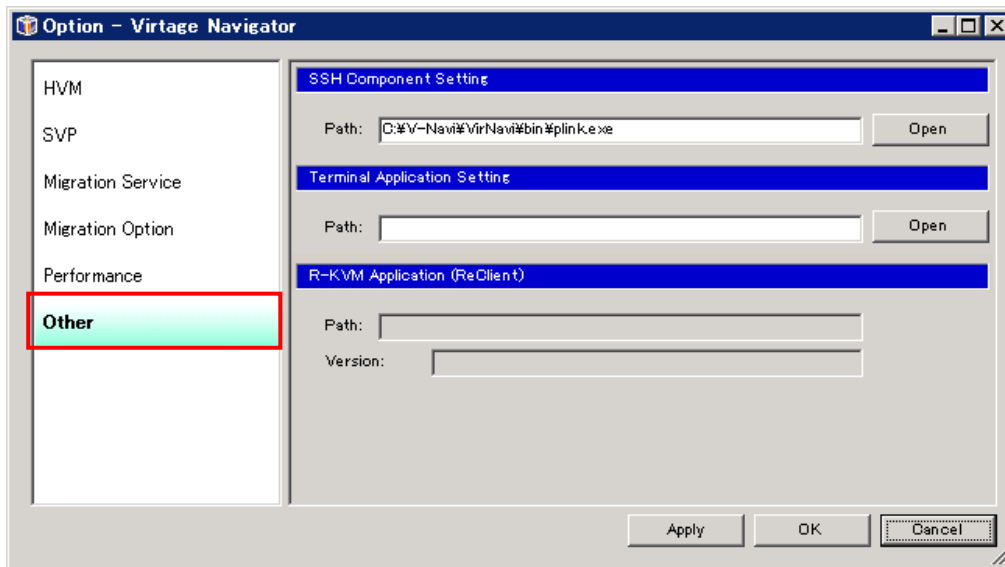 Option - Virtage Navigator
HVM
SVP
Migration Service
Migration Option
Performance
Other
SSH Component Setting
Path: C:¥V-Navi¥VirNavi¥bin¥plink.exe Open
Terminal Application Setting
Path: Open
R-KVM Application (ReClient)
Path:
Version:
Apply OK Cancel